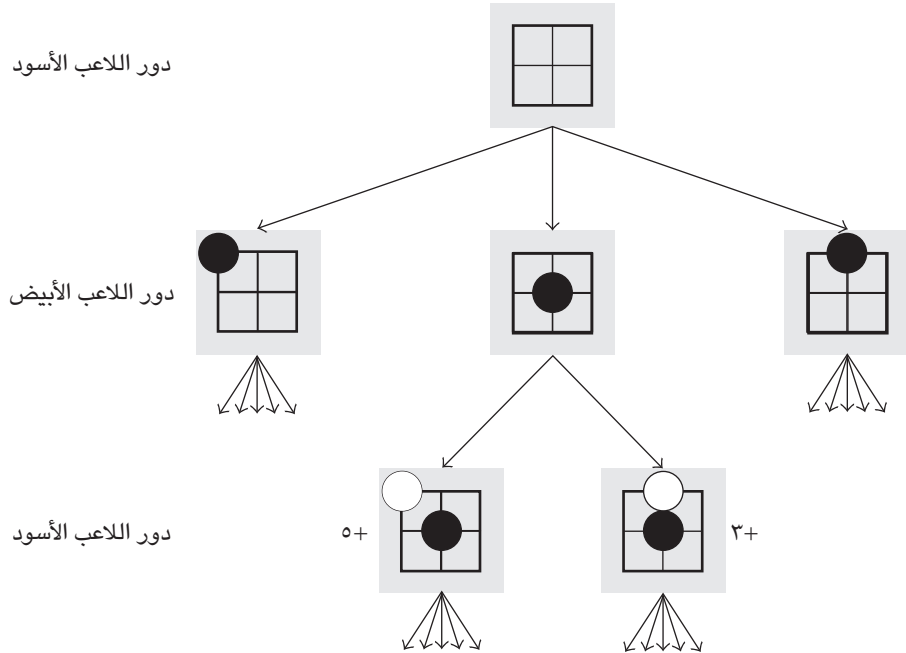 دور اللاعب الأسود
دور اللاعب الأبيض
دور اللاعب الأسود
+٥
+٣